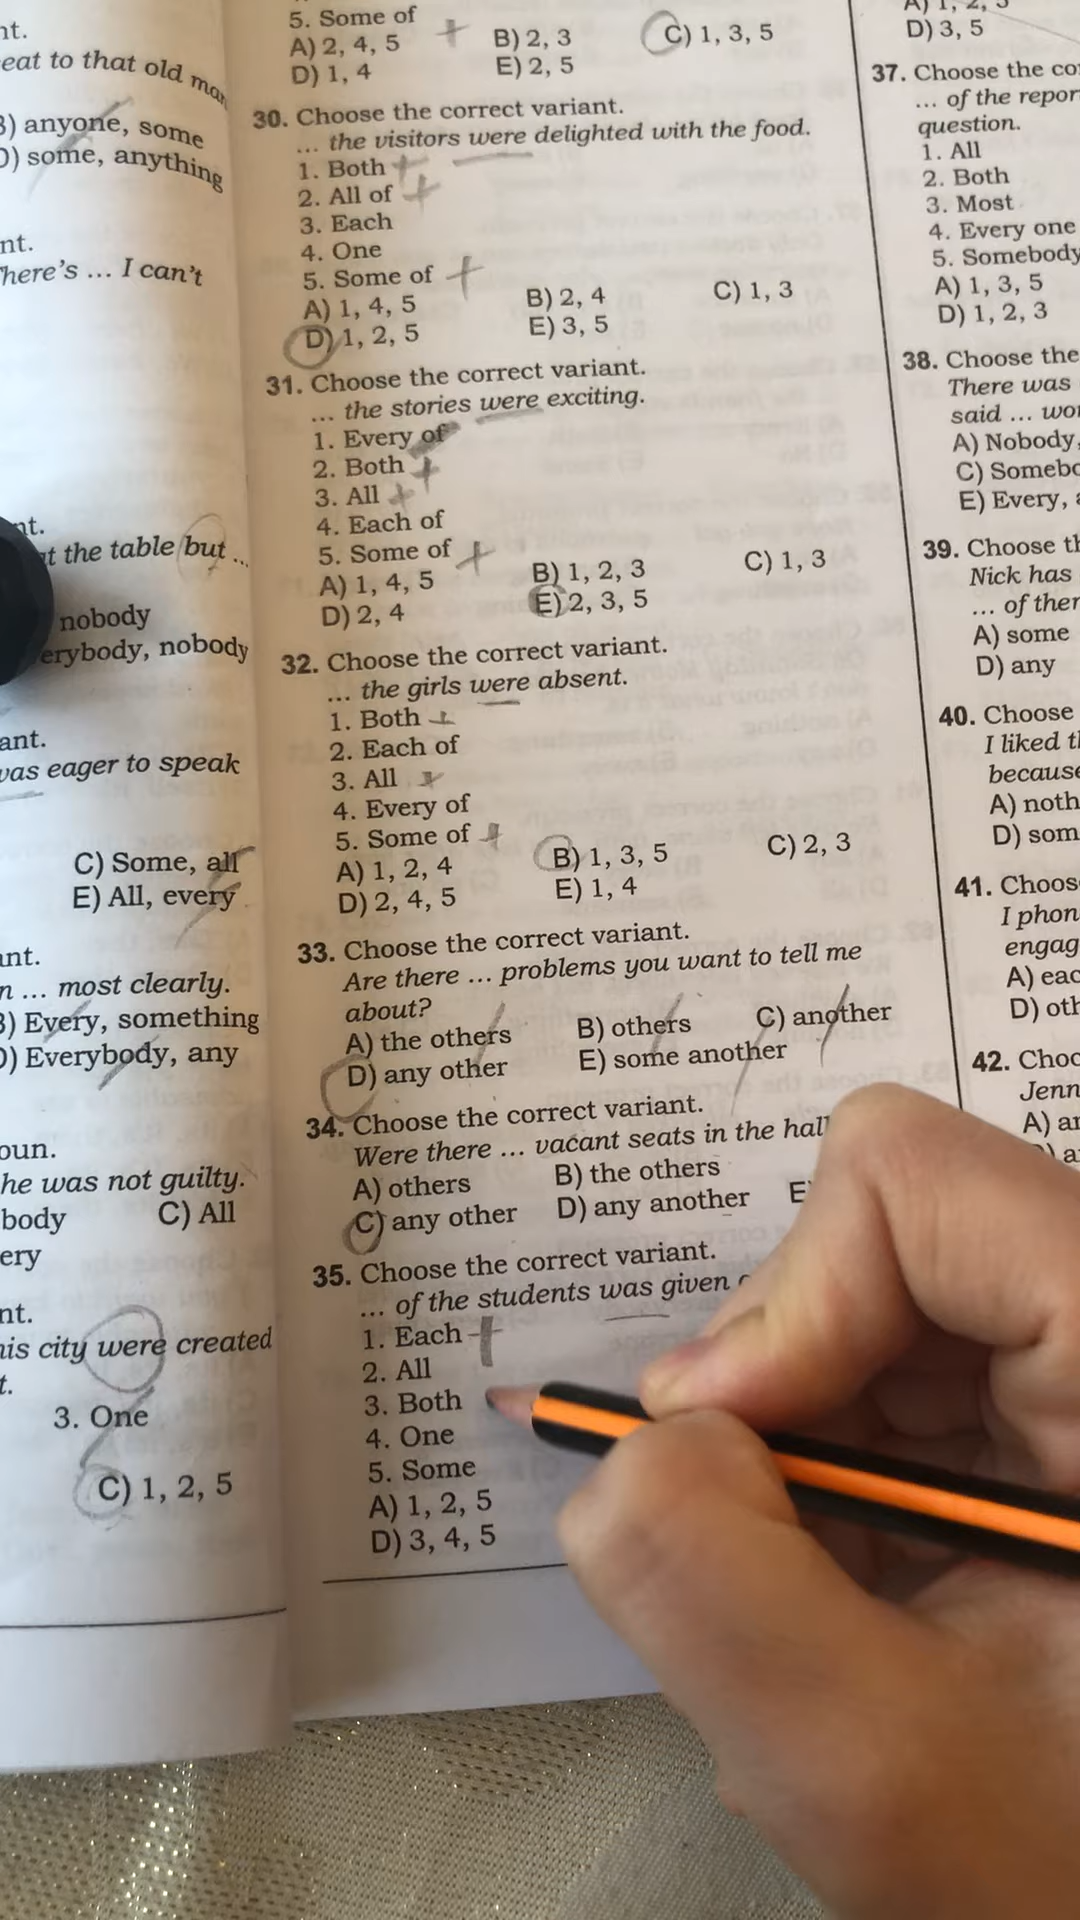 nt.
eat to that old man
B) anyone, some
D) some, anything
nt.
There's ... I can't
nt.
at the table but ...
nobody
erybody, nobody
ant.
was eager to speak
C) Some, all
E) All, every
ant.
n ... most clearly.
B) Every, something
D) Everybody, any
oun.
he was not guilty.
body
C) All
ery
nt.
his city were created
t.
3. One
C) 1, 2, 5
5. Some of
A) 2, 4, 5
B) 2, 3
C) 1, 3, 5
D) 1, 4
E) 2, 5
30. Choose the correct variant.
... the visitors were delighted with the food.
1. Both
2. All of
3. Each
4. One
5. Some of
A) 1, 4, 5
B) 2, 4
C) 1, 3
D) 1, 2, 5
E) 3, 5
31. Choose the correct variant.
... the stories were exciting.
1. Every of
2. Both
3. All
4. Each of
5. Some of
A) 1, 4, 5
B) 1, 2, 3
C) 1, 3
D) 2, 4
E) 2, 3, 5
32. Choose the correct variant.
... the girls were absent.
1. Both
2. Each of
3. All
4. Every of
5. Some of
A) 1, 2, 4
B) 1, 3, 5
C) 2, 3
D) 2, 4, 5
E) 1, 4
33. Choose the correct variant.
Are there ... problems you want to tell me
about?
A) the others
B) others
C) another
D) any other
E) some another
34. Choose the correct variant.
Were there ... vacant seats in the hall
A) others
B) the others
C) any other
D) any another
E)
35. Choose the correct variant.
... of the students was given
1. Each
2. All
3. Both
4. One
5. Some
A) 1, 2, 5
D) 3, 4, 5
A) 1, 2, 3
D) 3, 5
37. Choose the co
... of the repor
question.
1. All
2. Both
3. Most
4. Every one
5. Somebody
A) 1, 3, 5
D) 1, 2, 3
38. Choose the
There was
said ... wo
A) Nobody,
C) Somebo
E) Every,
39. Choose th
Nick has
... of ther
A) some
D) any
40. Choose
I liked t
because
A) noth
D) som
41. Choos
I phon
engag
A) eac
D) oth
42. Choo
Jenn
A) a